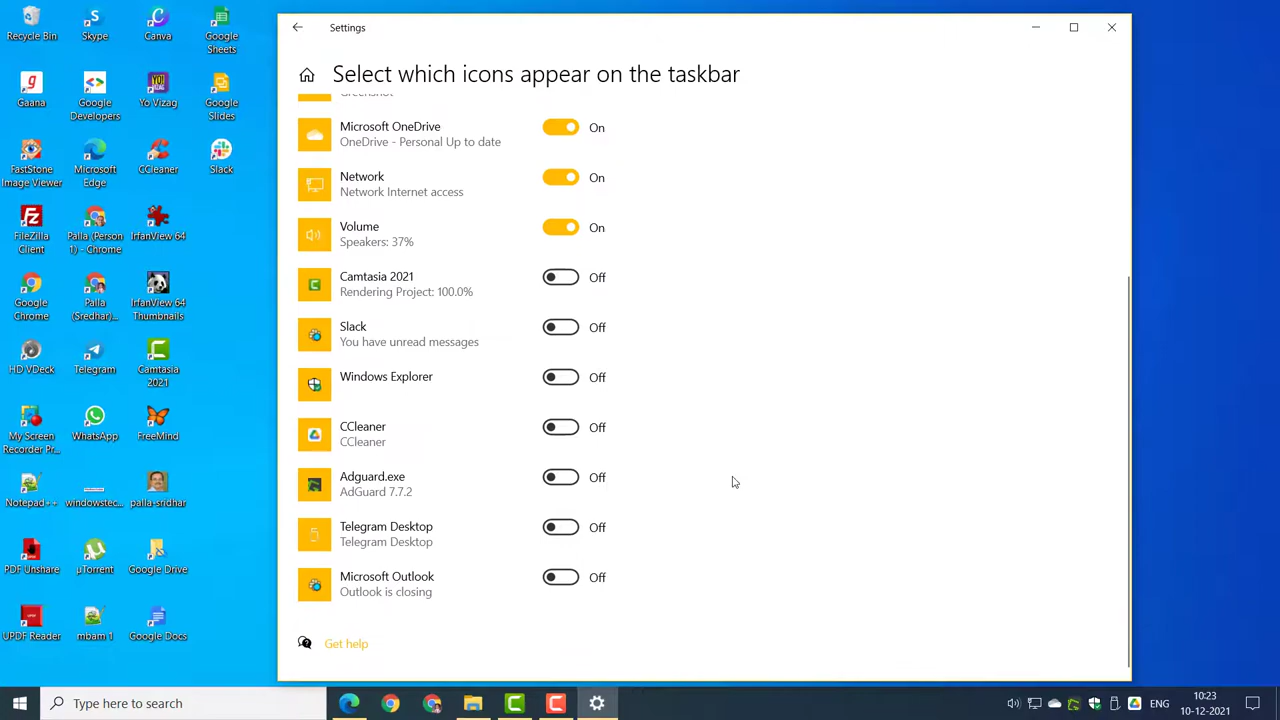 Settings
Select which icons appear on the taskbar
Greenshot
Microsoft OneDrive
OneDrive - Personal Up to date
On
Network
Network Internet access
On
Volume
Speakers: 37%
On
Camtasia 2021
Rendering Project: 100.0%
Off
Slack
You have unread messages
Off
Windows Explorer
Off
CCleaner
CCleaner
Off
Adguard.exe
AdGuard 7.7.2
Off
Telegram Desktop
Telegram Desktop
Off
Microsoft Outlook
Outlook is closing
Off
Get help
Recycle Bin
Skype
Canva
Google
Sheets
Gaana
Google
Developers
Yo Vizag
Google
Slides
FastStone
Image Viewer
Microsoft
Edge
CCleaner
Slack
FileZilla
Client
Palla (Person
1) - Chrome
IrfanView 64
Google
Chrome
Palla
(Sredhar)...
IrfanView 64
Thumbnails
HD VDeck
Telegram
Camtasia
2021
My Screen
Recorder Pr...
WhatsApp
FreeMind
Notepad++
windowstec...
palla-sridhar
PDF Unshare
µTorrent
Google Drive
UPDF Reader
mbam 1
Google Docs
Type here to search
ENG
10:23
10-12-2021